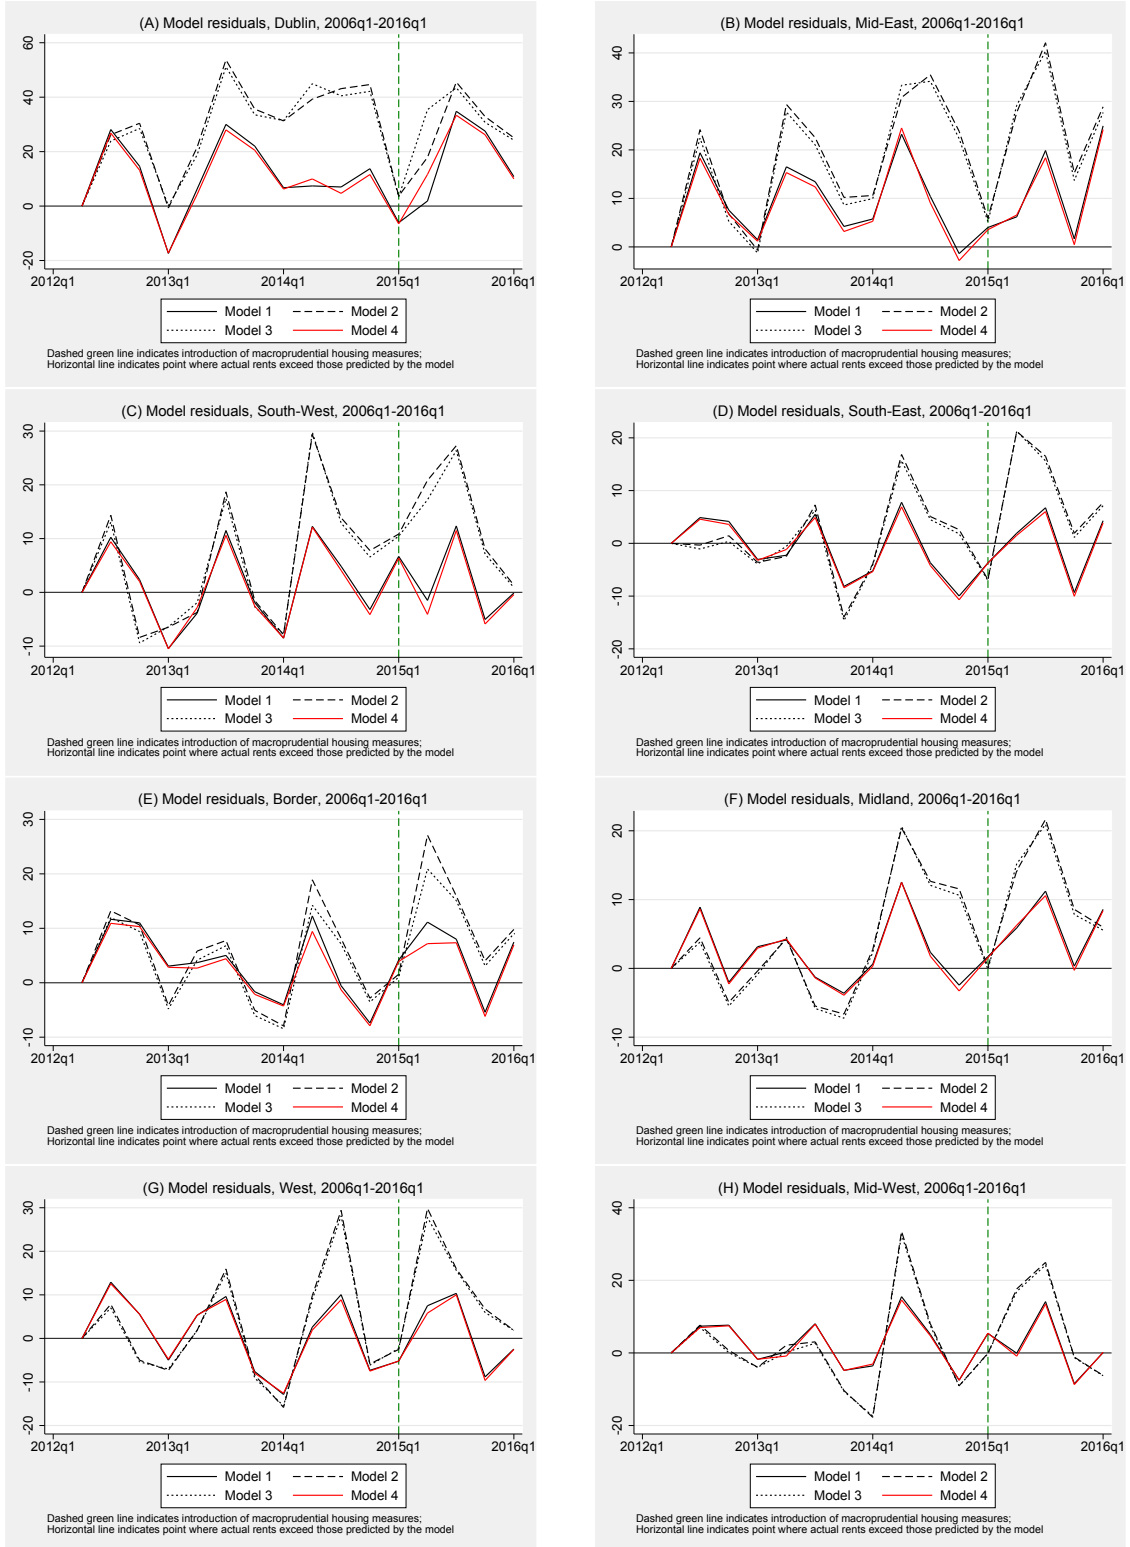 (A) Model residuals, Dublin, 2006q1-2016q1
60
40
20
0
-20
2012q1 2013q1 2014q1 2015q1 2016q1
Model 1 Model 2
Model 3 Model 4
Dashed green line indicates introduction of macroprudential housing measures;
Horizontal line indicates point where actual rents exceed those predicted by the model
(B) Model residuals, Mid-East, 2006q1-2016q1
40
30
20
10
0
2012q1 2013q1 2014q1 2015q1 2016q1
Model 1 Model 2
Model 3 Model 4
Dashed green line indicates introduction of macroprudential housing measures;
Horizontal line indicates point where actual rents exceed those predicted by the model
(C) Model residuals, South-West, 2006q1-2016q1
30
20
10
0
-10
2012q1 2013q1 2014q1 2015q1 2016q1
Model 1 Model 2
Model 3 Model 4
Dashed green line indicates introduction of macroprudential housing measures;
Horizontal line indicates point where actual rents exceed those predicted by the model
(D) Model residuals, South-East, 2006q1-2016q1
20
10
0
-10
-20
2012q1 2013q1 2014q1 2015q1 2016q1
Model 1 Model 2
Model 3 Model 4
Dashed green line indicates introduction of macroprudential housing measures;
Horizontal line indicates point where actual rents exceed those predicted by the model
(E) Model residuals, Border, 2006q1-2016q1
30
20
10
0
-10
2012q1 2013q1 2014q1 2015q1 2016q1
Model 1 Model 2
Model 3 Model 4
Dashed green line indicates introduction of macroprudential housing measures;
Horizontal line indicates point where actual rents exceed those predicted by the model
(F) Model residuals, Midland, 2006q1-2016q1
20
10
0
-10
2012q1 2013q1 2014q1 2015q1 2016q1
Model 1 Model 2
Model 3 Model 4
Dashed green line indicates introduction of macroprudential housing measures;
Horizontal line indicates point where actual rents exceed those predicted by the model
(G) Model residuals, West, 2006q1-2016q1
30
20
10
0
-10
-20
2012q1 2013q1 2014q1 2015q1 2016q1
Model 1 Model 2
Model 3 Model 4
Dashed green line indicates introduction of macroprudential housing measures;
Horizontal line indicates point where actual rents exceed those predicted by the model
(H) Model residuals, Mid-West, 2006q1-2016q1
40
20
0
-20
2012q1 2013q1 2014q1 2015q1 2016q1
Model 1 Model 2
Model 3 Model 4
Dashed green line indicates introduction of macroprudential housing measures;
Horizontal line indicates point where actual rents exceed those predicted by the model